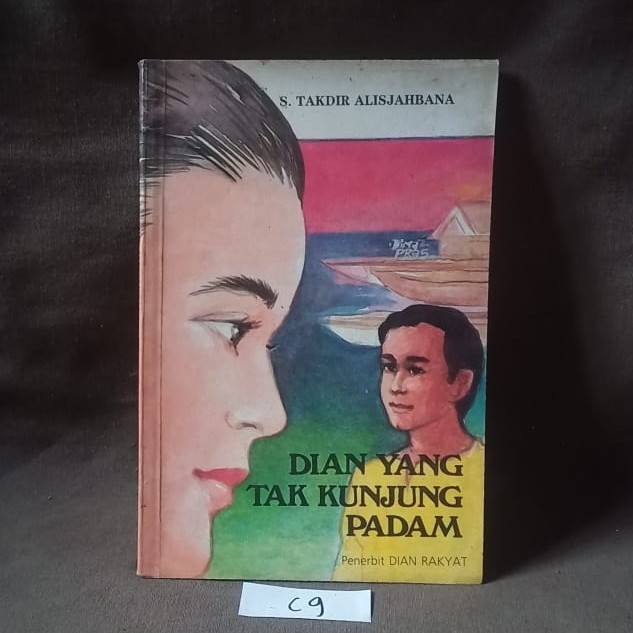 S. TAKDIR ALISJAHBANA
DIAN YANG
TAK KUNJUNG
PADAM
Penerbit DIAN RAKYAT
C9